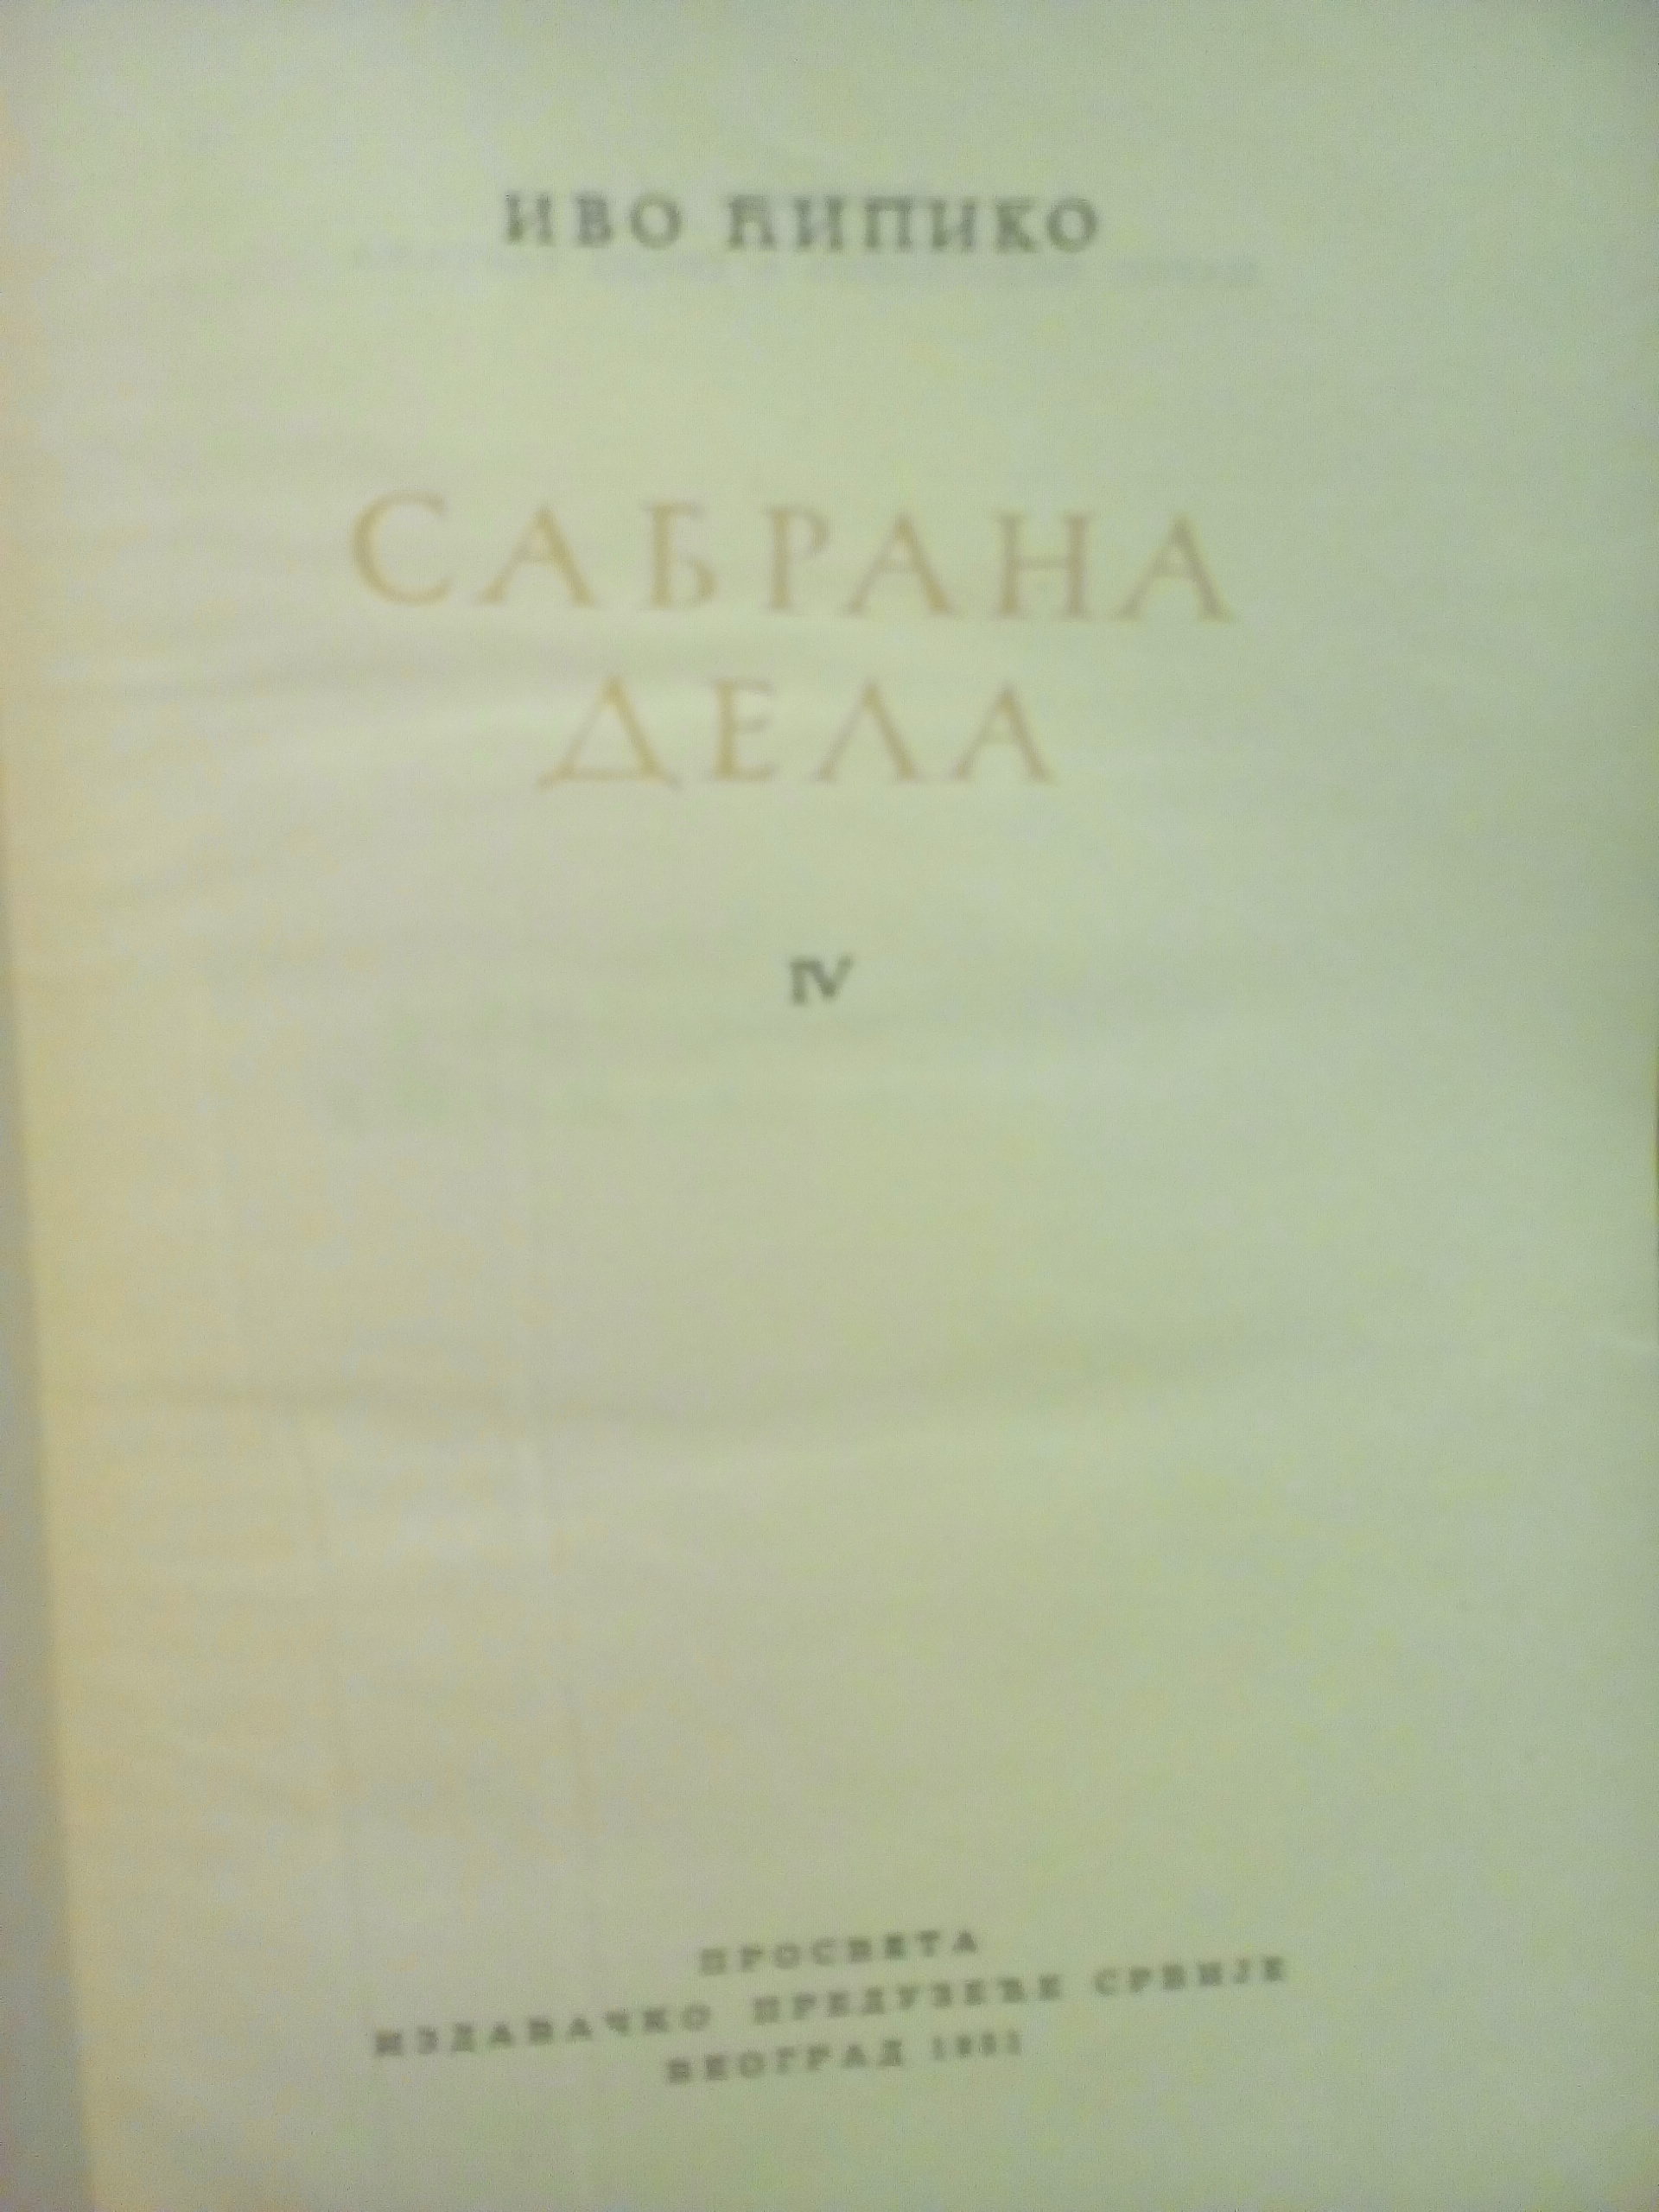 ИВО ЋИПИКО
САБРАНА
ДЕЛА
IV
ПРОСВЕТА
ИЗДАВАЧКО ПРЕДУЗЕЋЕ СРБИЈЕ
БЕОГРАД